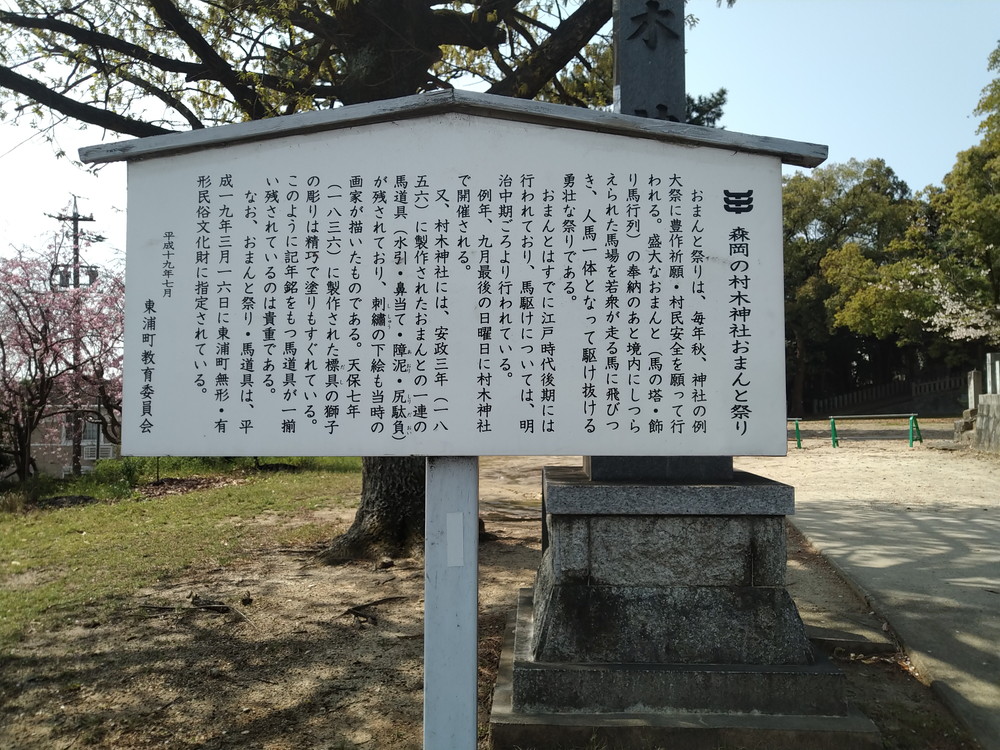 森岡の村木神社おまんと祭り
おまんと祭りは、毎年秋、神社の例
大祭に豊作祈願・村民安全を願って行
われる。盛大なおまんと（馬の塔・飾
り馬行列）の奉納のあと境内にしつら
えられた馬場を若衆が走る馬に飛びつ
き、人馬一体となって駆け抜ける
勇壮な祭りである。
おまんとはすでに江戸時代後期には
行われており、馬駆けについては、明
治中期ごろより行われている。
例年、九月最後の日曜日に村木神社
で開催される。
又、村木神社には、安政三年（一八
五六）に製作されたおまんとの一連の
馬道具（水引・鼻当て・障泥・尻駄負）
が残されており、刺繡の下絵も当時の
画家が描いたものである。天保七年
（一八三六）に製作された標具の獅子
の彫りは精巧で塗りもすぐれている。
このように記年銘をもつ馬道具が一揃
い残されているのは貴重である。
なお、おまんと祭り・馬道具は、平
成一九年三月一六日に東浦町無形・有
形民俗文化財に指定されている。
平成十九年七月
東浦町教育委員会
木